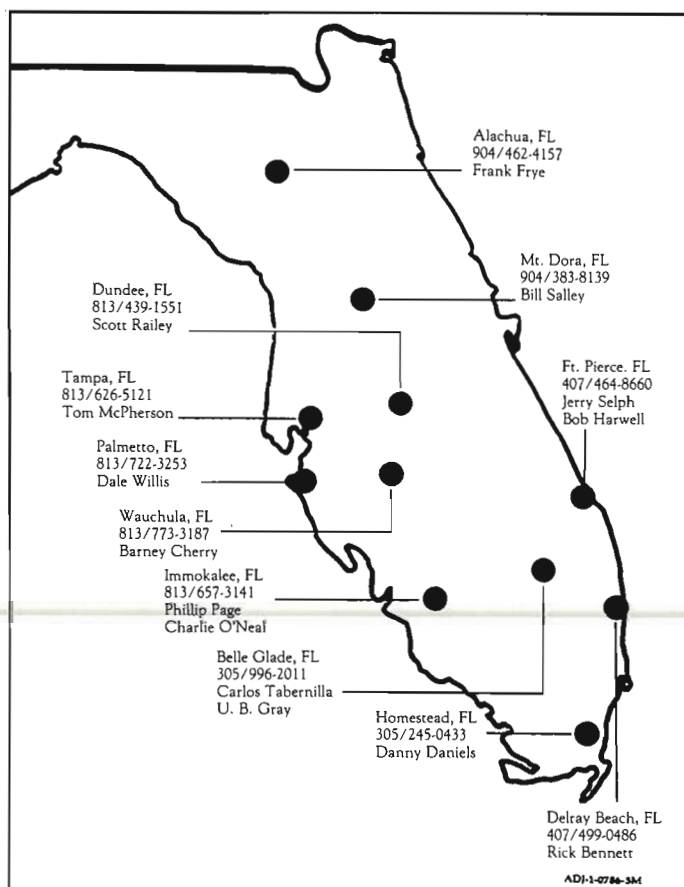 Alachua, FL
904/462-4157
Frank Frye
Mt. Dora, FL
904/383-8139
Bill Salley
Dundee, FL
813/439-1551
Scott Railey
Ft. Pierce. FL
407/464-8660
Jerry Selph
Bob Harwell
Tampa, FL
813/626-5121
Tom McPherson
Palmetto, FL
813/722-3253
Dale Willis
Wauchula, FL
813/773-3187
Barney Cherry
Immokalee, FL
813/657-3141
Phillip Page
Charlie O'Neal
Belle Glade, FL
305/996-2011
Carlos Tabernilla
U. B. Gray
Homestead, FL
305/245-0433
Danny Daniels
Delray Beach, FL
407/499-0486
Rick Bennett
ADJ-1-0786-5M